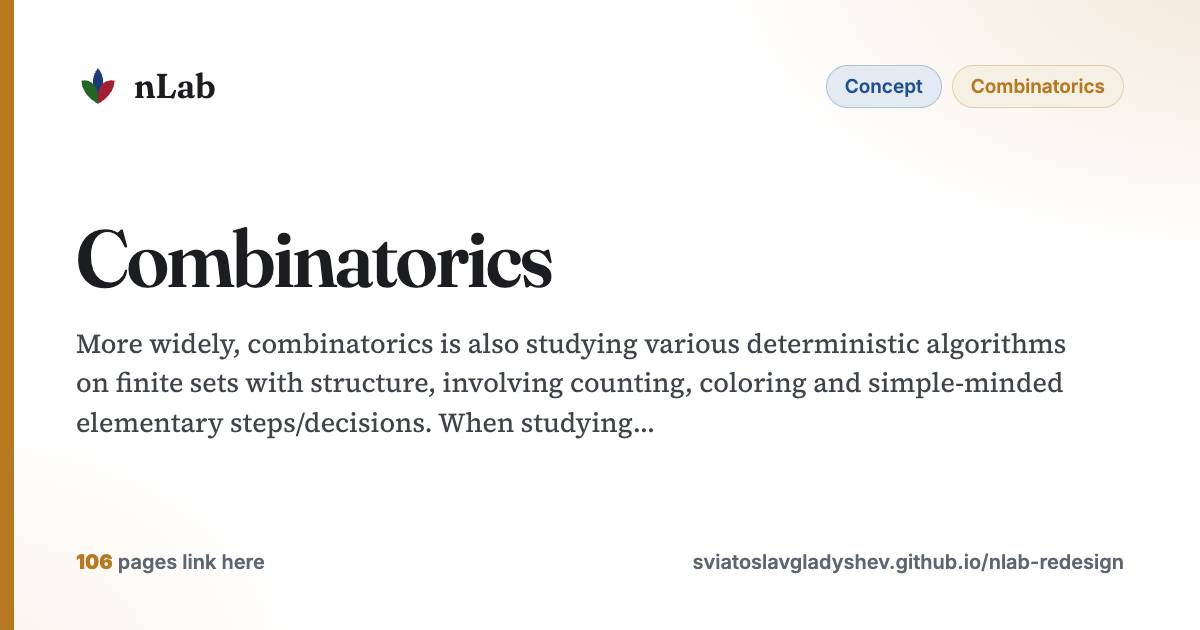 nLab
Concept
Combinatorics
Combinatorics
More widely, combinatorics is also studying various deterministic algorithms
on finite sets with structure, involving counting, coloring and simple-minded
elementary steps/decisions. When studying...
106 pages link here
sviatoslavgladyshev.github.io/nlab-redesign